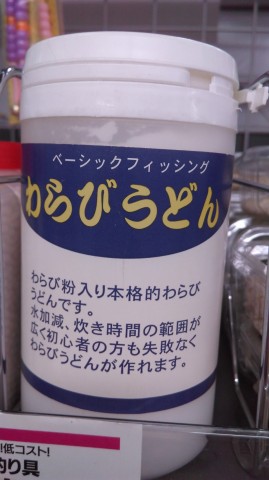 ベーシックフィッシング
わらびうどん
わらび粉入り本格的わらび
うどんです。
水加減、炊き時間の範囲が
広く初心者の方も失敗なく
わらびうどんが作れます。
!低コスト!
釣り具